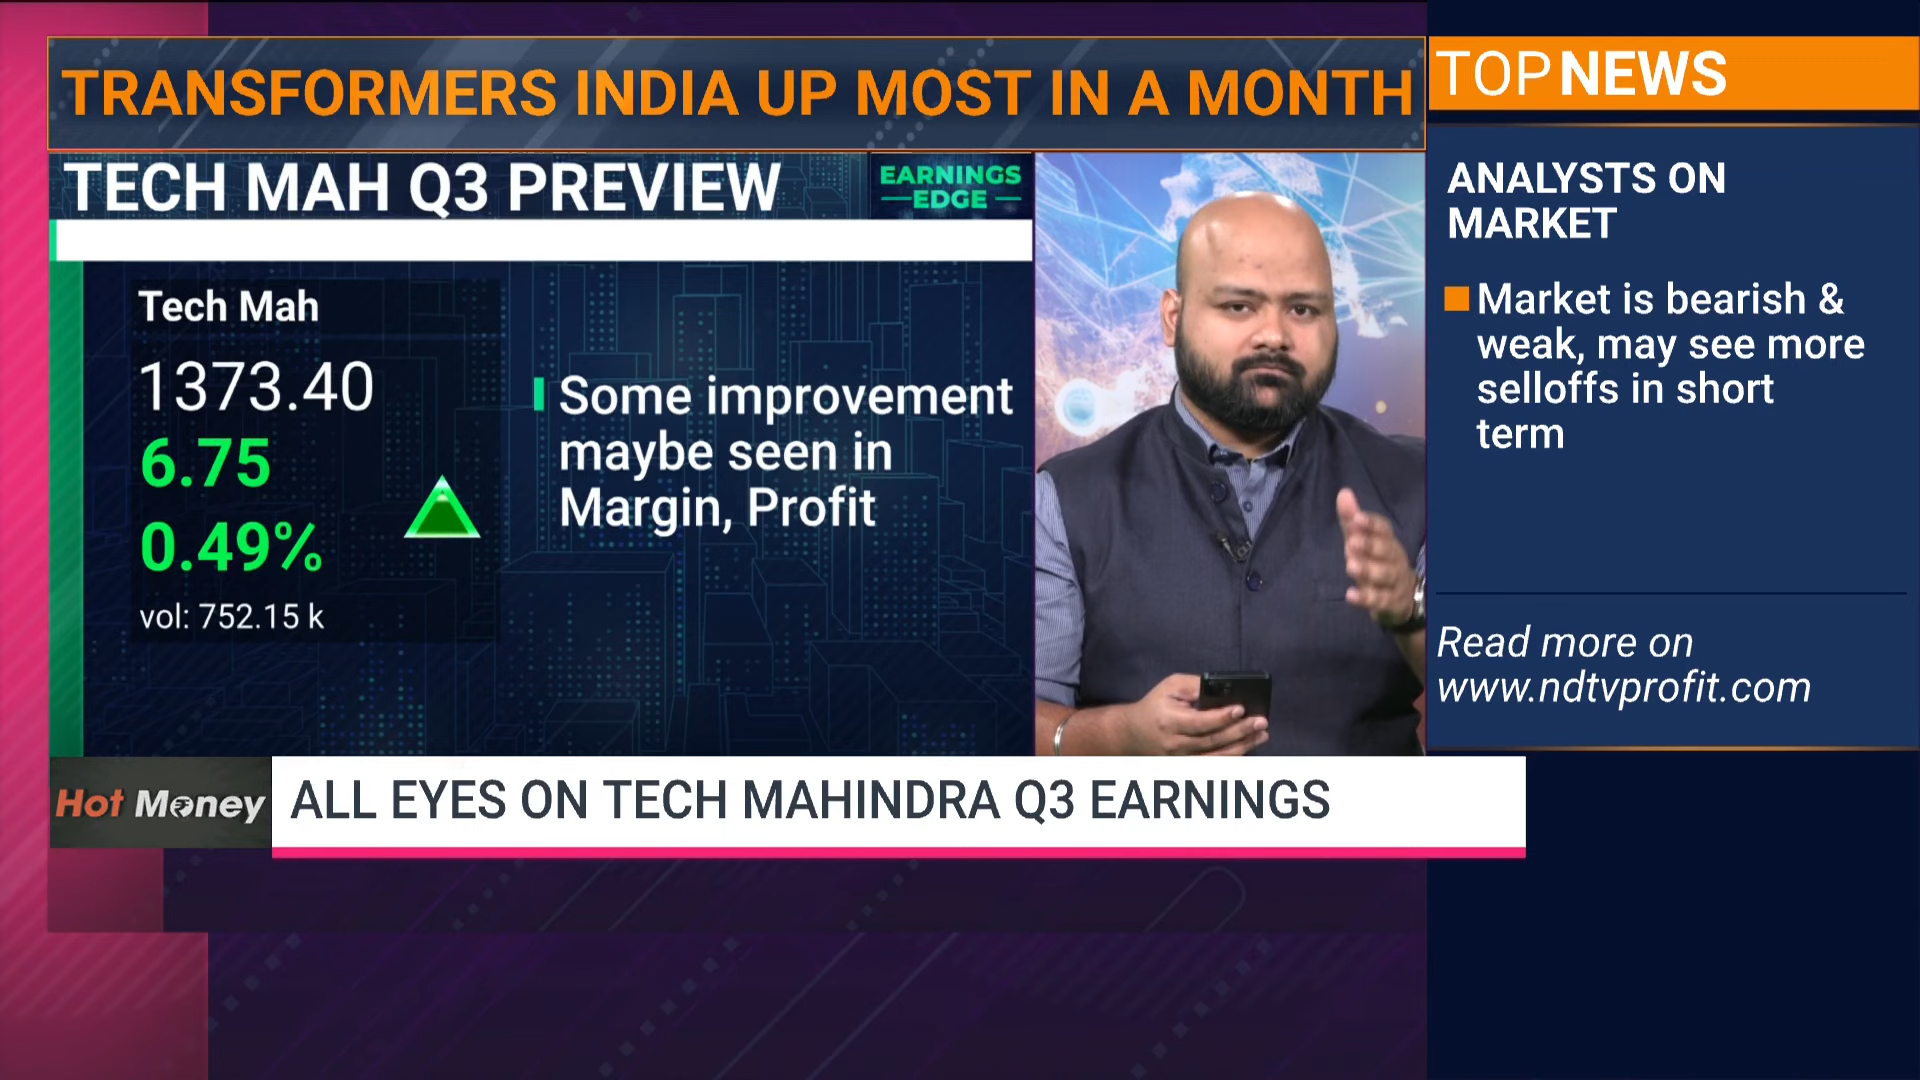 TRANSFORMERS INDIA UP MOST IN A MONTH
TECH MAH Q3 PREVIEW
EARNINGS
EDGE
Tech Mah
1373.40
6.75
0.49%
vol: 752.15 k
Some improvement
maybe seen in
Margin, Profit
Hot Money
ALL EYES ON TECH MAHINDRA Q3 EARNINGS
TOP NEWS
ANALYSTS ON
MARKET
Market is bearish &
weak, may see more
selloffs in short
term
Read more on
www.ndtvprofit.com